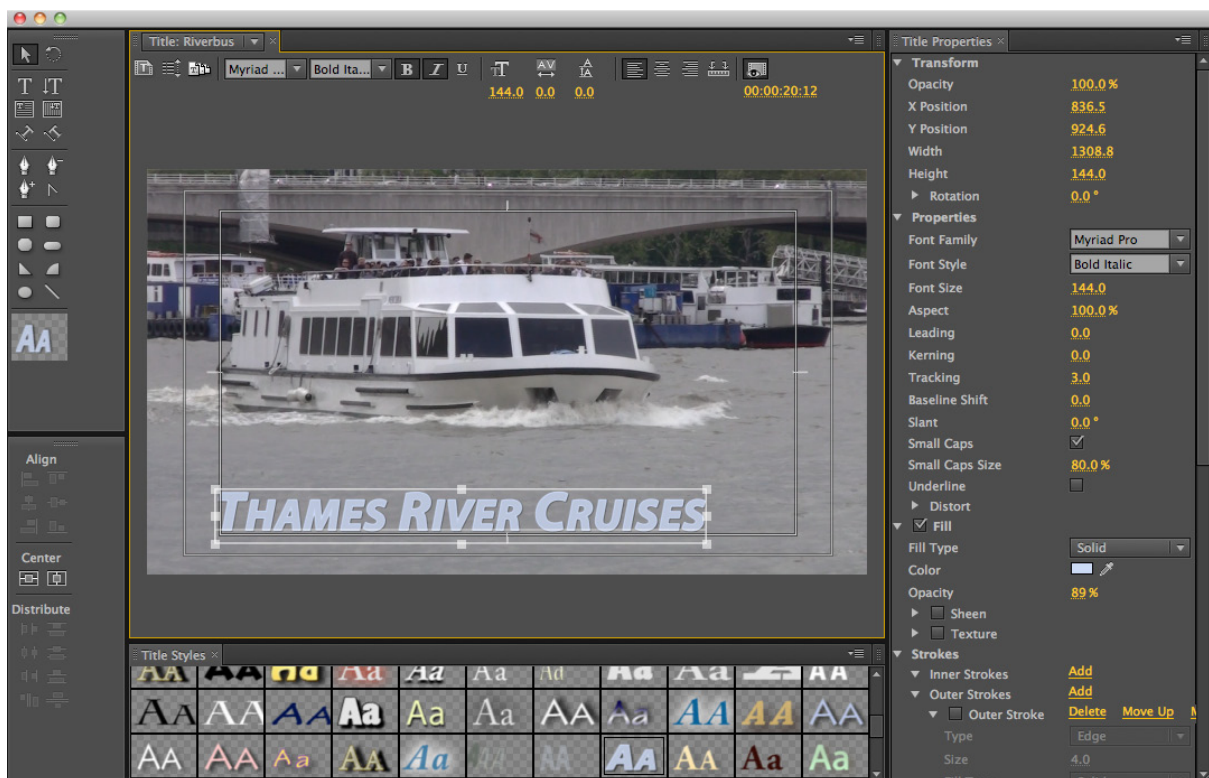 Title: Riverbus
Myriad ...
Bold Ita...
B I U
144.0 0.0 0.0
00:00:20:12
THAMES RIVER CRUISES
Align
Center
Distribute
Title Styles
Title Properties
Transform
Opacity 100.0 %
X Position 836.5
Y Position 924.6
Width 1308.8
Height 144.0
Rotation 0.0 °
Properties
Font Family Myriad Pro
Font Style Bold Italic
Font Size 144.0
Aspect 100.0 %
Leading 0.0
Kerning 0.0
Tracking 3.0
Baseline Shift 0.0
Slant 0.0 °
Small Caps
Small Caps Size 80.0 %
Underline
Distort
Fill
Fill Type Solid
Color
Opacity 89 %
Sheen
Texture
Strokes
Inner Strokes Add
Outer Strokes Add
Outer Stroke Delete Move Up
Type Edge
Size 4.0